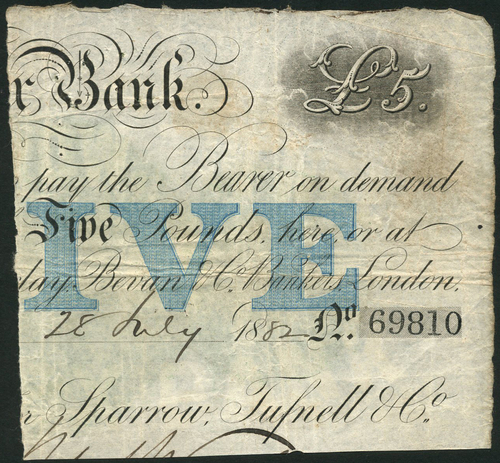 r Bank.
£5.
pay the Bearer on demand
Five Pounds, here, or at
IVE
lay, Bevan & Co. Bankers London,
28 July 1882 No. 69810
r Sparrow, Tufnell & Co